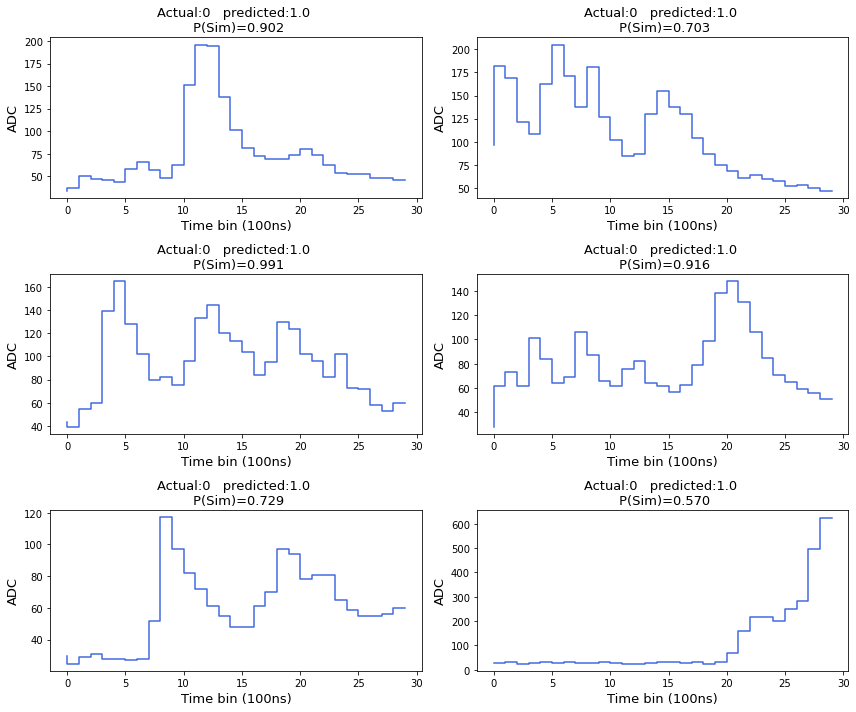 Actual:0   predicted:1.0
P(Sim)=0.902
200
175
150
125
100
75
50
ADC
0 5 10 15 20 25 30
Time bin (100ns)
Actual:0   predicted:1.0
P(Sim)=0.703
200
175
150
125
100
75
50
ADC
0 5 10 15 20 25 30
Time bin (100ns)
Actual:0   predicted:1.0
P(Sim)=0.991
160
140
120
100
80
60
40
ADC
0 5 10 15 20 25 30
Time bin (100ns)
Actual:0   predicted:1.0
P(Sim)=0.916
140
120
100
80
60
40
ADC
0 5 10 15 20 25 30
Time bin (100ns)
Actual:0   predicted:1.0
P(Sim)=0.729
120
100
80
60
40
ADC
0 5 10 15 20 25 30
Time bin (100ns)
Actual:0   predicted:1.0
P(Sim)=0.570
600
500
400
300
200
100
0
ADC
0 5 10 15 20 25 30
Time bin (100ns)